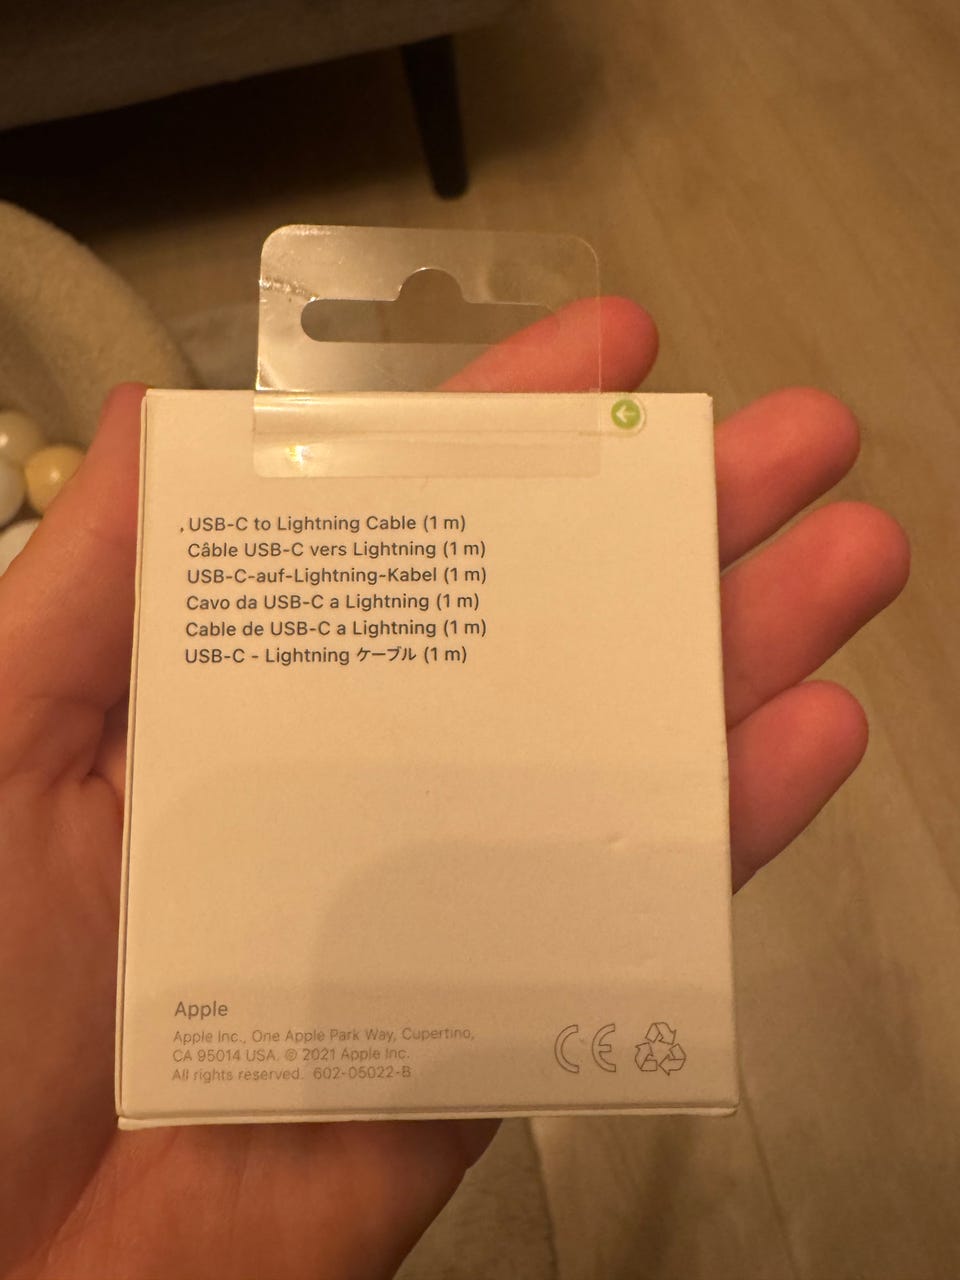 USB-C to Lightning Cable (1 m)
Câble USB-C vers Lightning (1 m)
USB-C-auf-Lightning-Kabel (1 m)
Cavo da USB-C a Lightning (1 m)
Cable de USB-C a Lightning (1 m)
USB-C - Lightning ケーブル (1 m)
Apple
Apple Inc., One Apple Park Way, Cupertino,
CA 95014 USA. © 2021 Apple Inc.
All rights reserved. 602-05022-B
CE